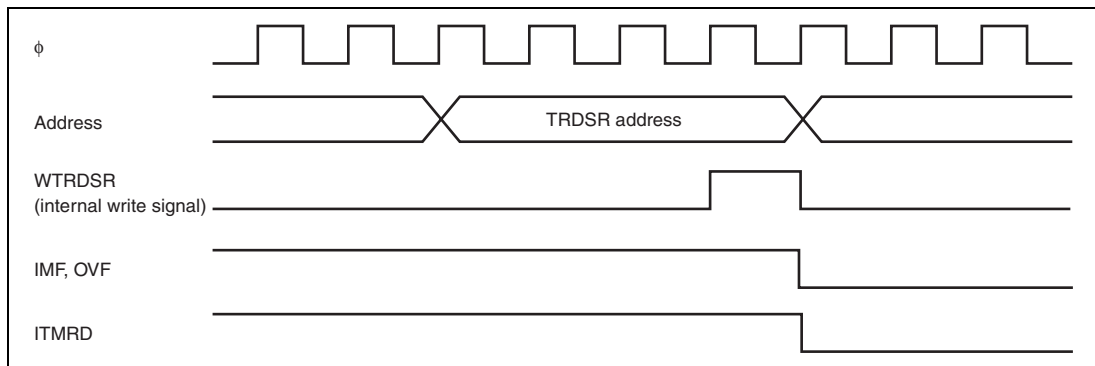 φ
Address
TRDSR address
WTRDSR
(internal write signal)
IMF, OVF
ITMRD